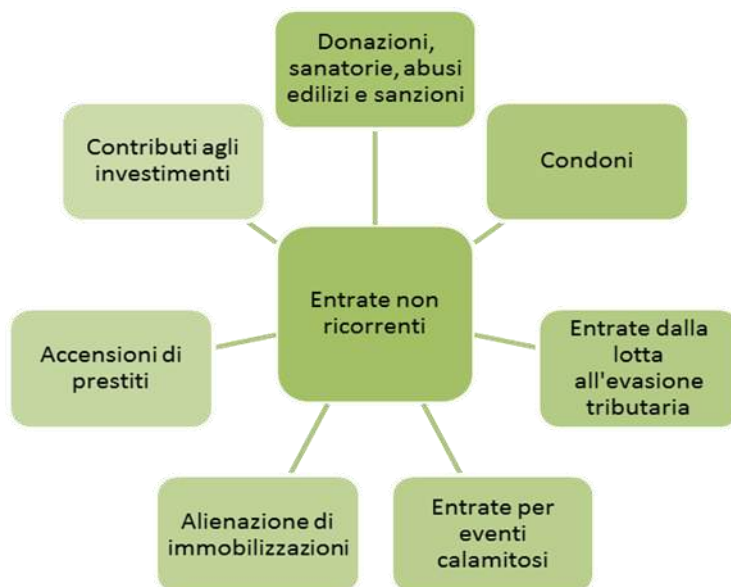 Donazioni,
sanatorie, abusi
edilizi e sanzioni
Condoni
Entrate dalla
lotta
all'evasione
tributaria
Entrate per
eventi
calamitosi
Alienazione di
immobilizzazioni
Accensioni di
prestiti
Contributi agli
investimenti
Entrate non
ricorrenti